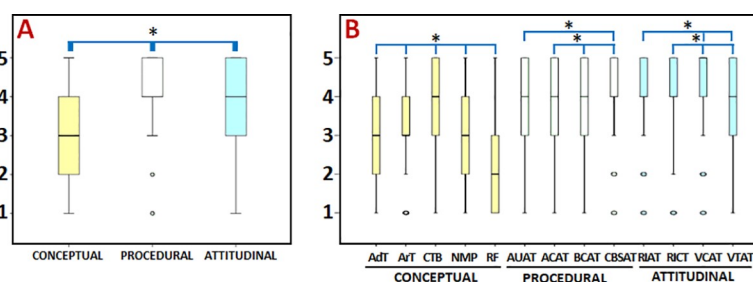 A
*
5
4
3
2
1
CONCEPTUAL PROCEDURAL ATTITUDINAL
B
* * * * *
5
4
3
2
1
AdT ArT CTB NMP RF AUAT ACAT BCAT CBSAT RIAT RICT VCAT VTAT
CONCEPTUAL PROCEDURAL ATTITUDINAL